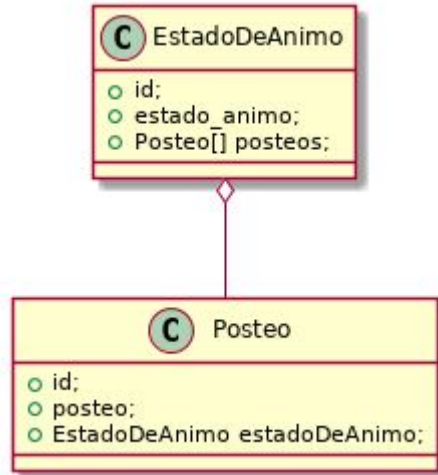 C EstadoDeAnimo
id;
estado_animo;
Posteo[] posteos;
C Posteo
id;
posteo;
EstadoDeAnimo estadoDeAnimo;